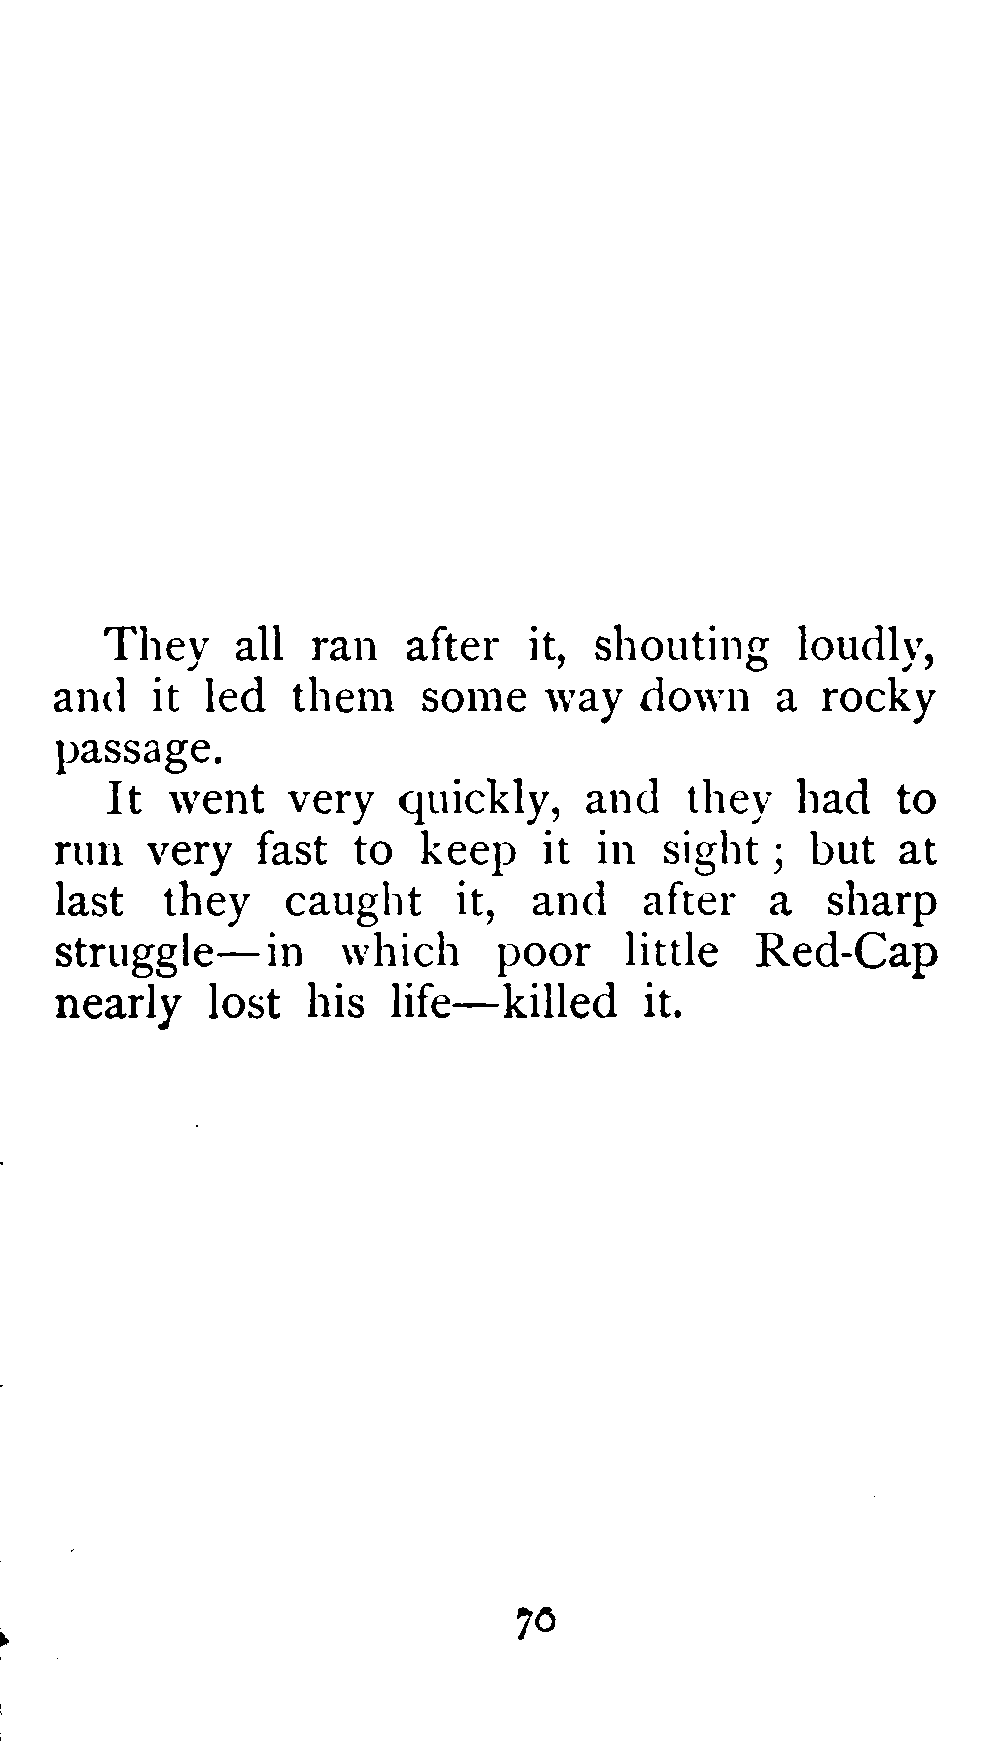 They all ran after it, shouting loudly,
and it led them some way down a rocky
passage.
It went very quickly, and they had to
run very fast to keep it in sight ; but at
last they caught it, and after a sharp
struggle—in which poor little Red-Cap
nearly lost his life—killed it.
70